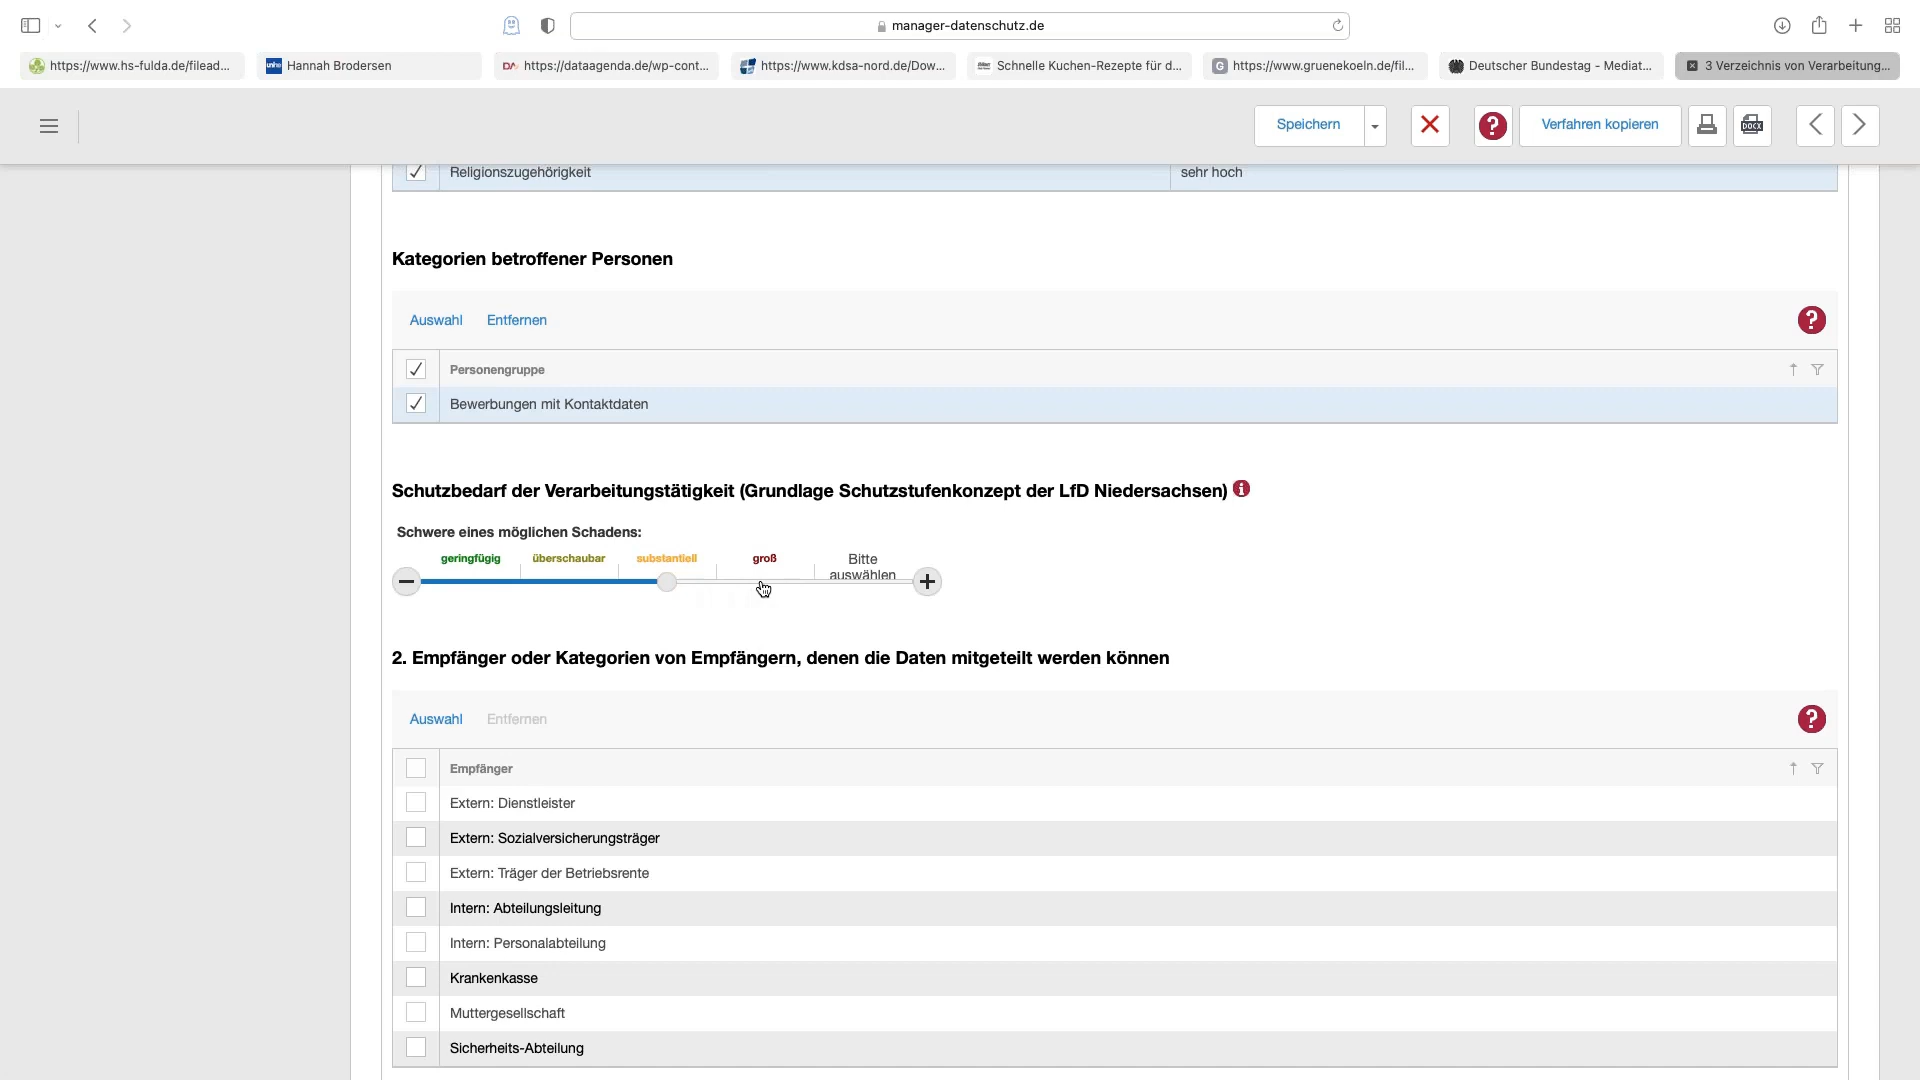 manager-datenschutz.de
https://www.hs-fulda.de/filead...
Hannah Brodersen
https://dataagenda.de/wp-cont...
https://www.kdsa-nord.de/Dow...
Schnelle Kuchen-Rezepte für d...
https://www.gruenekoeln.de/fil...
Deutscher Bundestag - Mediat...
3 Verzeichnis von Verarbeitung...
Speichern
Verfahren kopieren
DOCX
Religionszugehörigkeit sehr hoch
Kategorien betroffener Personen
Auswahl Entfernen
Personengruppe
Bewerbungen mit Kontaktdaten
Schutzbedarf der Verarbeitungstätigkeit (Grundlage Schutzstufenkonzept der LfD Niedersachsen)
Schwere eines möglichen Schadens:
geringfügig überschaubar substantiell groß Bitte
auswählen
2. Empfänger oder Kategorien von Empfängern, denen die Daten mitgeteilt werden können
Auswahl Entfernen
Empfänger
Extern: Dienstleister
Extern: Sozialversicherungsträger
Extern: Träger der Betriebsrente
Intern: Abteilungsleitung
Intern: Personalabteilung
Krankenkasse
Muttergesellschaft
Sicherheits-Abteilung